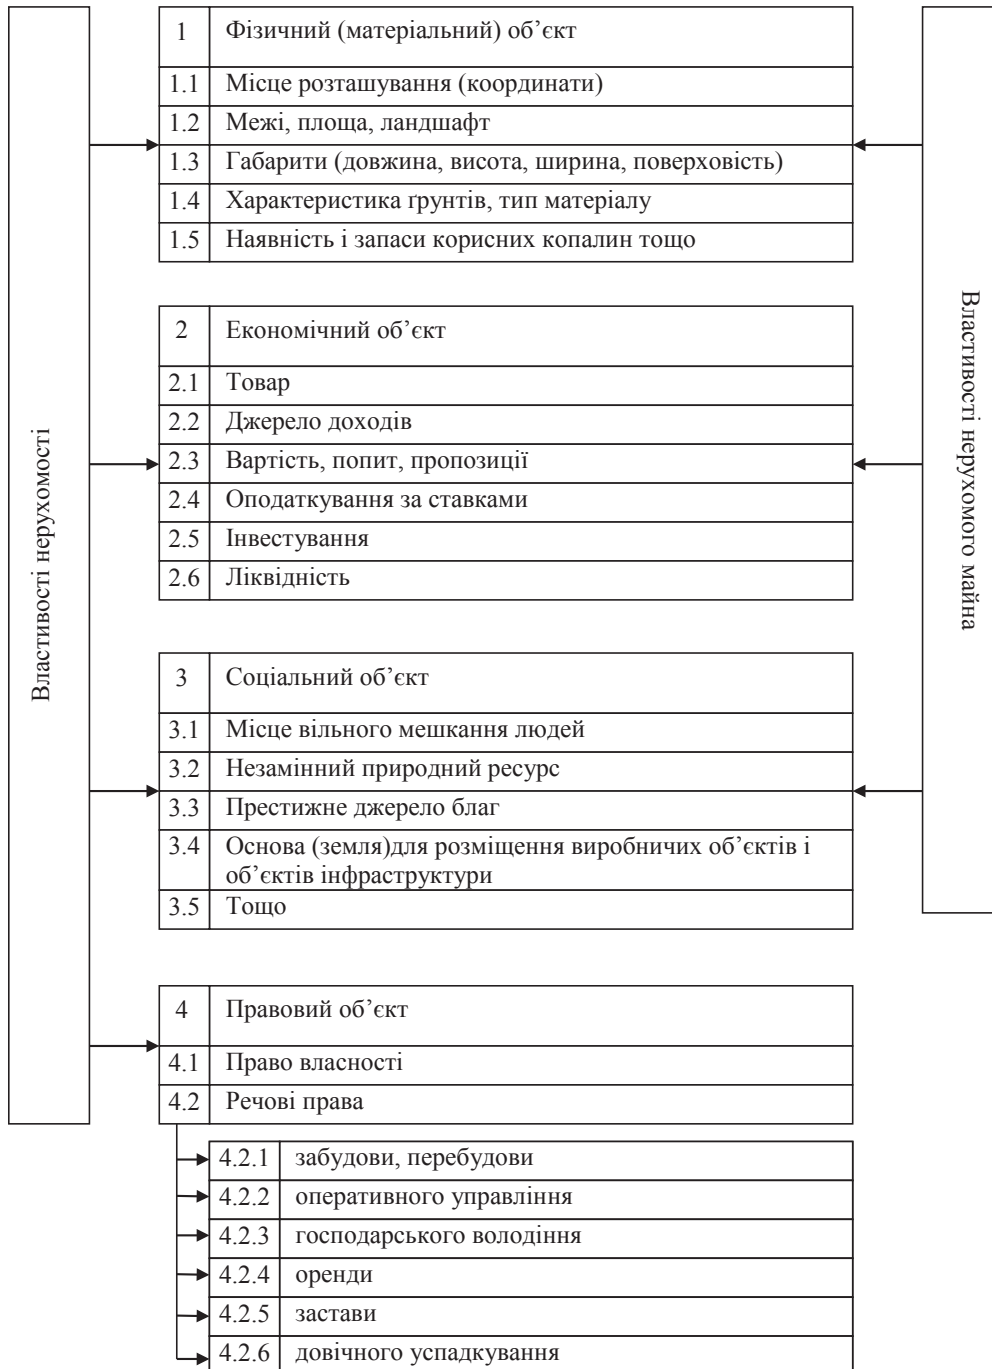 Властивості нерухомості
1 Фізичний (матеріальний) об’єкт
1.1 Місце розташування (координати)
1.2 Межі, площа, ландшафт
1.3 Габарити (довжина, висота, ширина, поверховість)
1.4 Характеристика ґрунтів, тип матеріалу
1.5 Наявність і запаси корисних копалин тощо
2 Економічний об’єкт
2.1 Товар
2.2 Джерело доходів
2.3 Вартість, попит, пропозиції
2.4 Оподаткування за ставками
2.5 Інвестування
2.6 Ліквідність
3 Соціальний об’єкт
3.1 Місце вільного мешкання людей
3.2 Незамінний природний ресурс
3.3 Престижне джерело благ
3.4 Основа (земля)для розміщення виробничих об’єктів і
об’єктів інфраструктури
3.5 Тощо
4 Правовий об’єкт
4.1 Право власності
4.2 Речові права
4.2.1 забудови, перебудови
4.2.2 оперативного управління
4.2.3 господарського володіння
4.2.4 оренди
4.2.5 застави
4.2.6 довічного успадкування
Властивості нерухомого майна